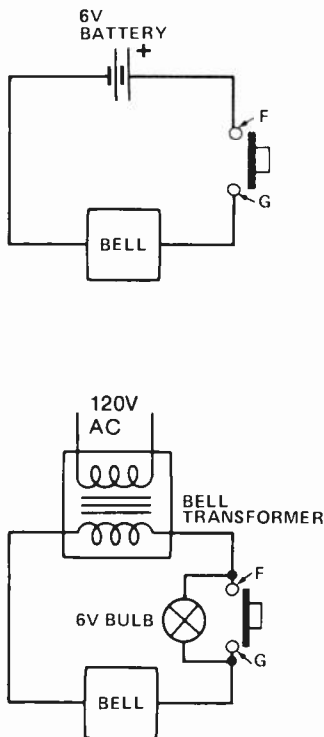 6V
BATTERY
+
F
G
BELL
120V
AC
BELL
TRANSFORMER
F
6V BULB
G
BELL